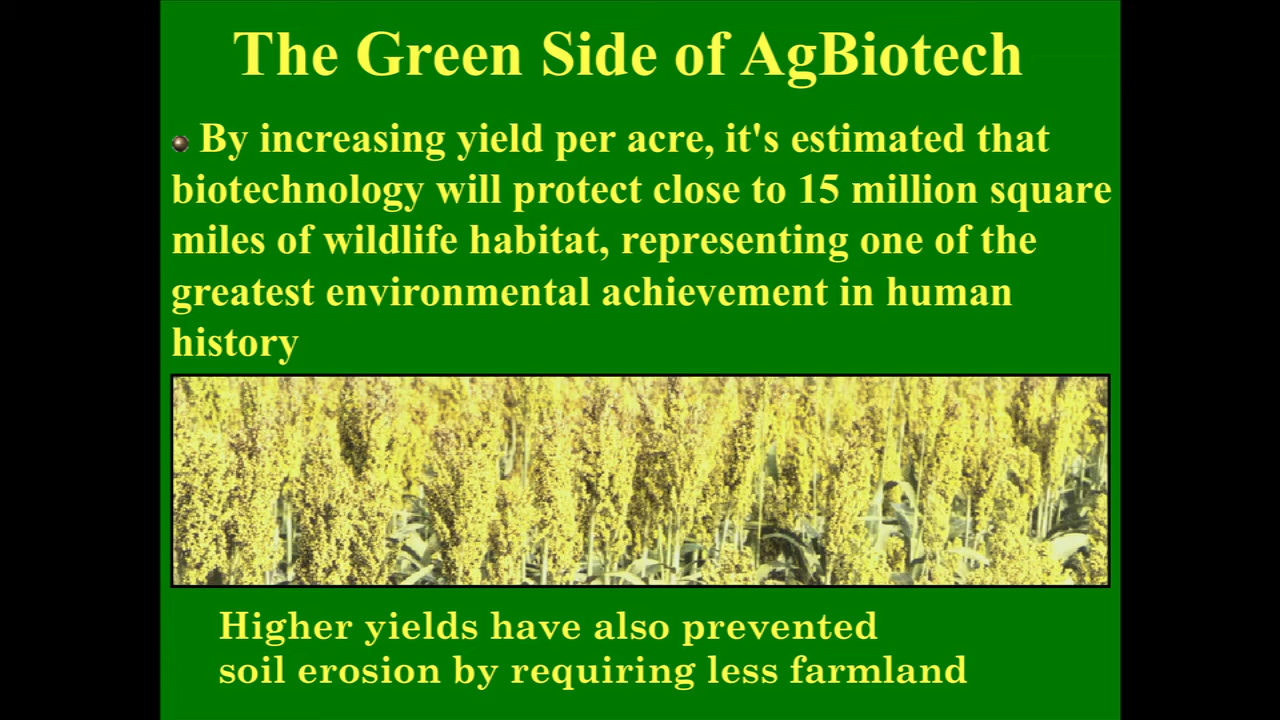 The Green Side of AgBiotech
By increasing yield per acre, it's estimated that
biotechnology will protect close to 15 million square
miles of wildlife habitat, representing one of the
greatest environmental achievement in human
history
Higher yields have also prevented
soil erosion by requiring less farmland